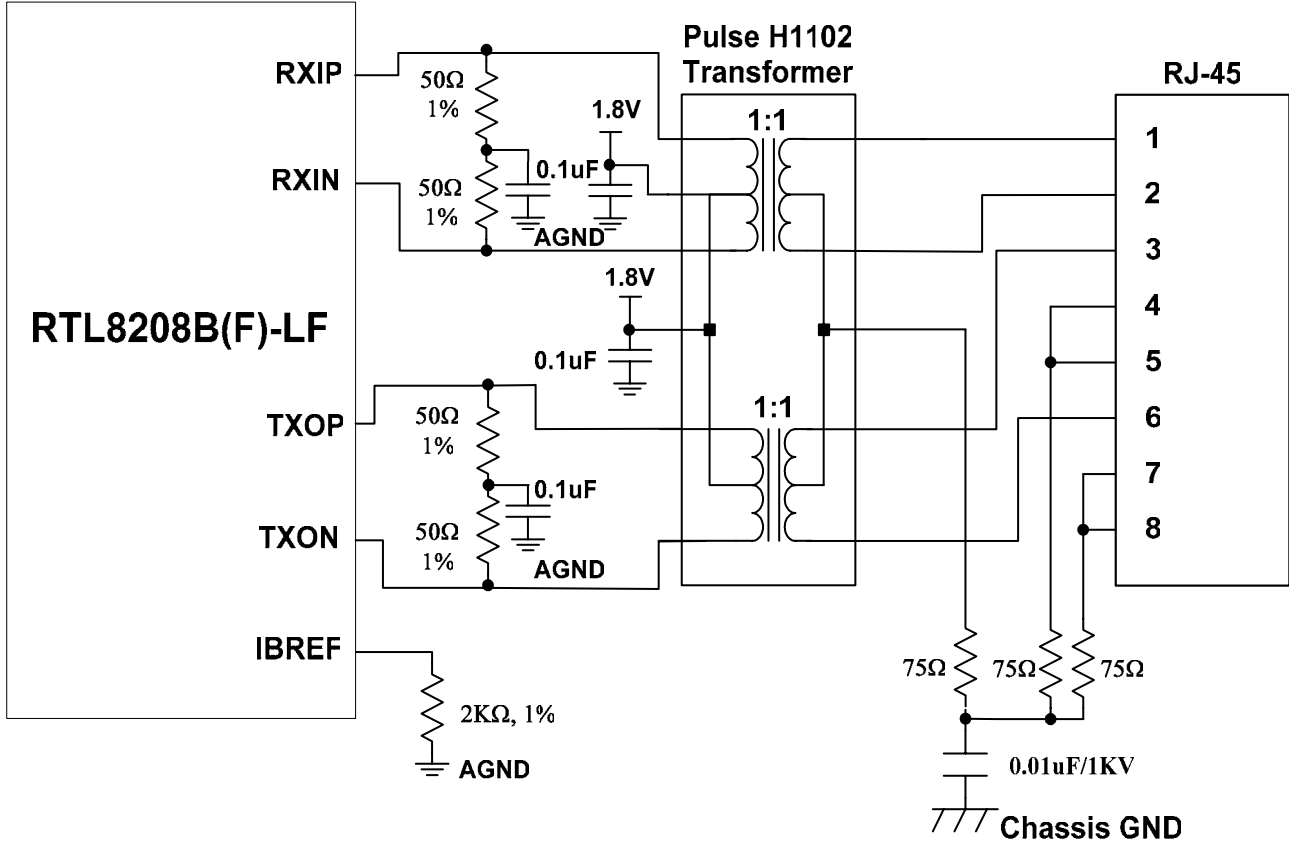 Pulse H1102
Transformer
RJ-45
RXIP
50Ω
1%
1.8V
1:1
1
0.1uF
RXIN
50Ω
1%
2
AGND
3
1.8V
4
RTL8208B(F)-LF
0.1uF
5
1:1
6
TXOP
50Ω
1%
7
0.1uF
8
TXON
50Ω
1%
AGND
IBREF
75Ω
75Ω
75Ω
2KΩ, 1%
AGND
0.01uF/1KV
Chassis GND